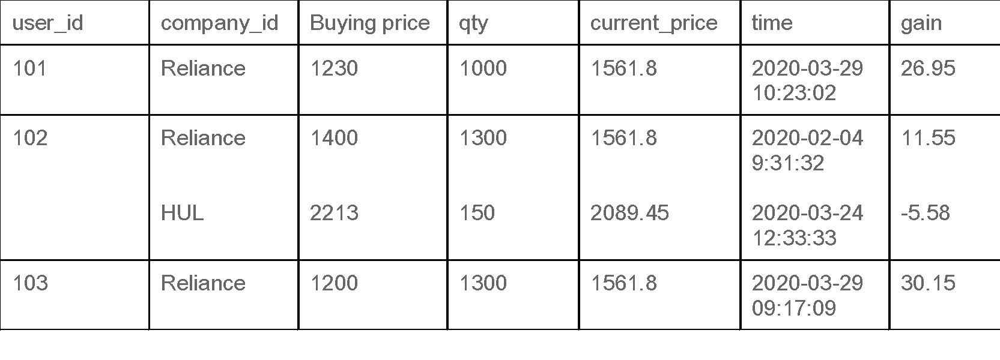 user_id company_id Buying price qty current_price time gain
101 Reliance 1230 1000 1561.8 2020-03-29 26.95
10:23:02
102 Reliance 1400 1300 1561.8 2020-02-04 11.55
9:31:32
HUL 2213 150 2089.45 2020-03-24 -5.58
12:33:33
103 Reliance 1200 1300 1561.8 2020-03-29 30.15
09:17:09